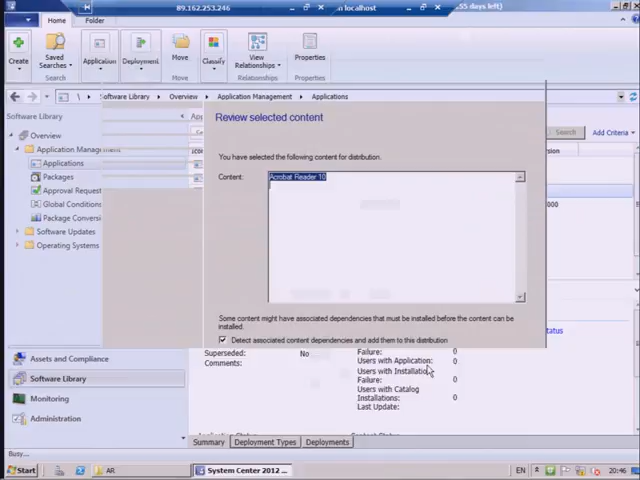 89.162.253.246
n localhost
55 days left)
Home
Folder
Create
Saved
Searches
Search
Application
Deployment
Move
Classify
View
Relationships
Relationships
Properties
Properties
Software Library
Overview
Application Management
Applications
Software Library
Search
Add Criteria
Overview
Application Manag
Applications
Packages
Approval Request
Global Conditions
Package Conversi
Software Updates
Operating Systems
Icon
ersion
000
Review selected content
You have selected the following content for distribution.
Content:
Acrobat Reader 10
Some content might have associated dependencies that must be installed before the content can be
installed.
Detect associated content dependencies and add them to this distribution
tatus
Superseded: No
Comments:
Failure: 0
Users with Application: 0
Users with Installation
Failure: 0
Users with Catalog
Installations: 0
Last Update:
Assets and Compliance
Software Library
Monitoring
Administration
Summary
Deployment Types
Deployments
Busy...
Start
AR
System Center 2012 ...
EN
20:46